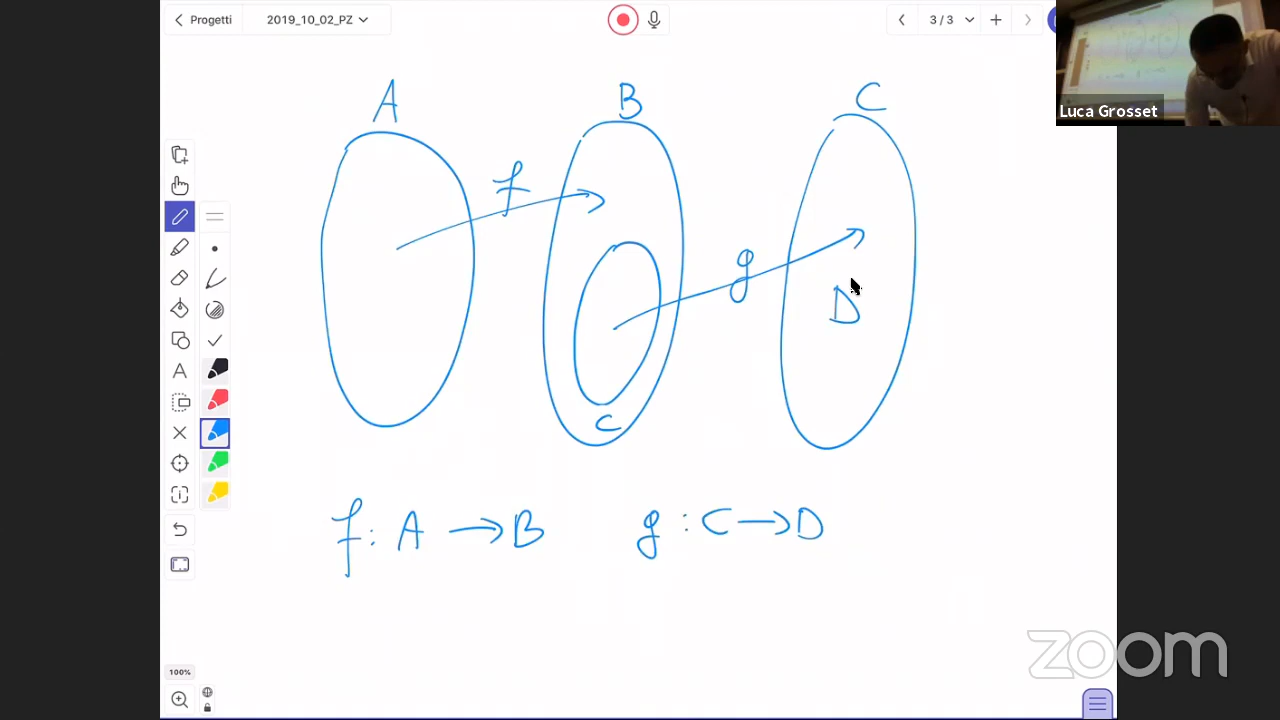 Progetti 2019_10_02_PZ 3 / 3
Luca Grosset
A B C
f
g
D
C
A
f: A → B g: C → D
100%
zoom